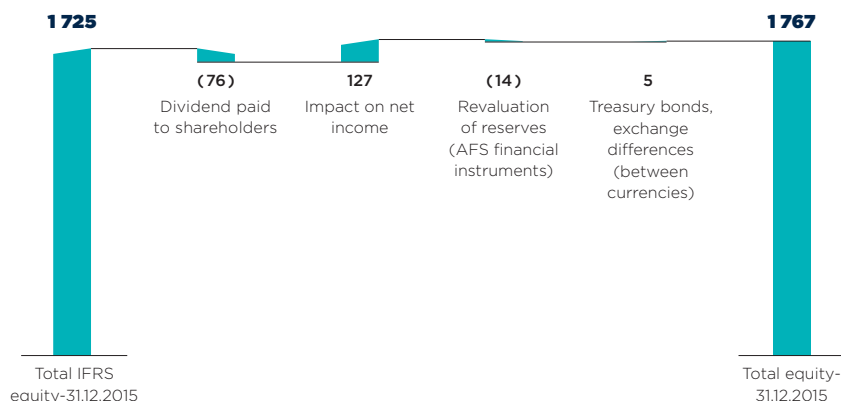 1 725
1 767
(76)
Dividend paid
to shareholders
127
Impact on net
income
(14)
Revaluation
of reserves
(AFS financial
instruments)
5
Treasury bonds,
exchange
differences
(between
currencies)
Total IFRS
equity-31.12.2015
Total equity-
31.12.2015